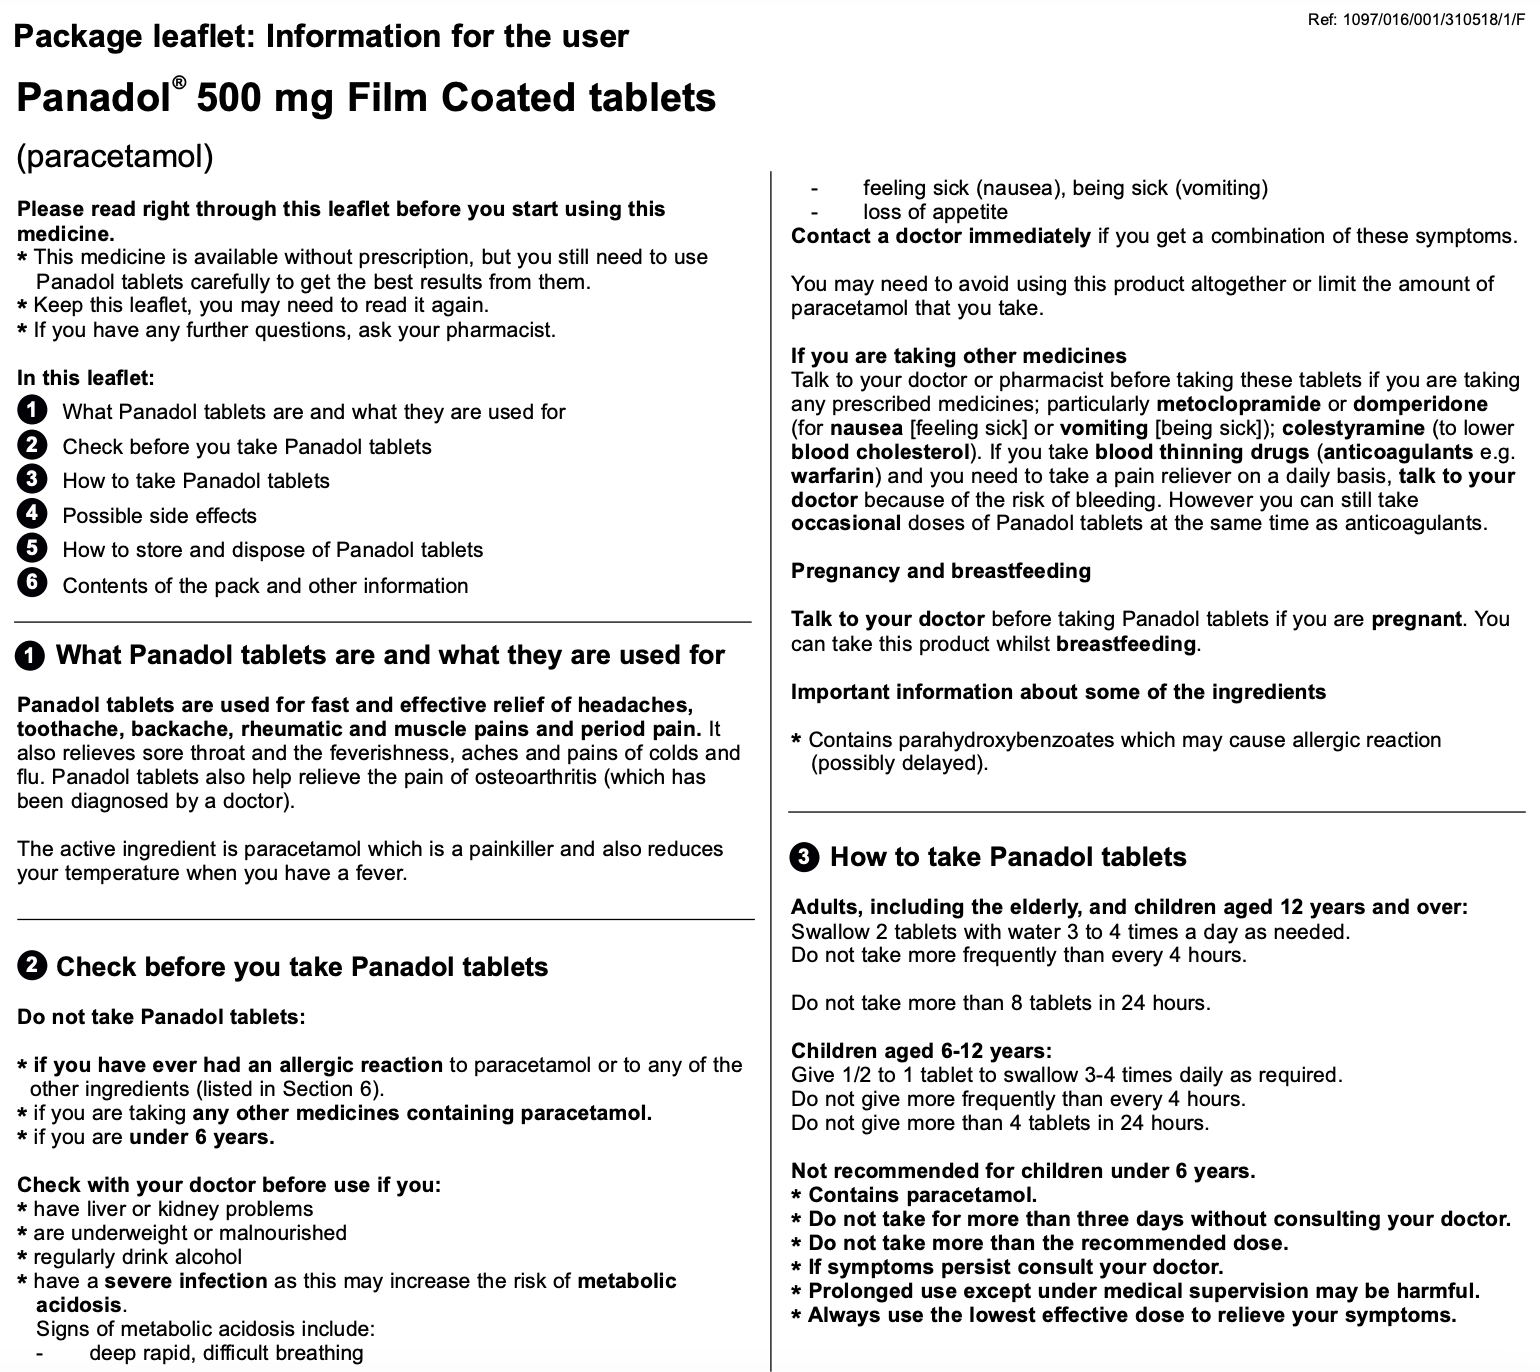 Ref: 1097/016/001/310518/1/F
Package leaflet: Information for the user
Panadol® 500 mg Film Coated tablets
(paracetamol)
Please read right through this leaflet before you start using this
medicine.
* This medicine is available without prescription, but you still need to use
Panadol tablets carefully to get the best results from them.
* Keep this leaflet, you may need to read it again.
* If you have any further questions, ask your pharmacist.
In this leaflet:
1 What Panadol tablets are and what they are used for
2 Check before you take Panadol tablets
3 How to take Panadol tablets
4 Possible side effects
5 How to store and dispose of Panadol tablets
6 Contents of the pack and other information
1 What Panadol tablets are and what they are used for
Panadol tablets are used for fast and effective relief of headaches,
toothache, backache, rheumatic and muscle pains and period pain. It
also relieves sore throat and the feverishness, aches and pains of colds and
flu. Panadol tablets also help relieve the pain of osteoarthritis (which has
been diagnosed by a doctor).
The active ingredient is paracetamol which is a painkiller and also reduces
your temperature when you have a fever.
2 Check before you take Panadol tablets
Do not take Panadol tablets:
* if you have ever had an allergic reaction to paracetamol or to any of the
other ingredients (listed in Section 6).
* if you are taking any other medicines containing paracetamol.
* if you are under 6 years.
Check with your doctor before use if you:
* have liver or kidney problems
* are underweight or malnourished
* regularly drink alcohol
* have a severe infection as this may increase the risk of metabolic
acidosis.
Signs of metabolic acidosis include:
- deep rapid, difficult breathing
- feeling sick (nausea), being sick (vomiting)
- loss of appetite
Contact a doctor immediately if you get a combination of these symptoms.
You may need to avoid using this product altogether or limit the amount of
paracetamol that you take.
If you are taking other medicines
Talk to your doctor or pharmacist before taking these tablets if you are taking
any prescribed medicines; particularly metoclopramide or domperidone
(for nausea [feeling sick] or vomiting [being sick]); colestyramine (to lower
blood cholesterol). If you take blood thinning drugs (anticoagulants e.g.
warfarin) and you need to take a pain reliever on a daily basis, talk to your
doctor because of the risk of bleeding. However you can still take
occasional doses of Panadol tablets at the same time as anticoagulants.
Pregnancy and breastfeeding
Talk to your doctor before taking Panadol tablets if you are pregnant. You
can take this product whilst breastfeeding.
Important information about some of the ingredients
* Contains parahydroxybenzoates which may cause allergic reaction
(possibly delayed).
3 How to take Panadol tablets
Adults, including the elderly, and children aged 12 years and over:
Swallow 2 tablets with water 3 to 4 times a day as needed.
Do not take more frequently than every 4 hours.
Do not take more than 8 tablets in 24 hours.
Children aged 6-12 years:
Give 1/2 to 1 tablet to swallow 3-4 times daily as required.
Do not give more frequently than every 4 hours.
Do not give more than 4 tablets in 24 hours.
Not recommended for children under 6 years.
* Contains paracetamol.
* Do not take for more than three days without consulting your doctor.
* Do not take more than the recommended dose.
* If symptoms persist consult your doctor.
* Prolonged use except under medical supervision may be harmful.
* Always use the lowest effective dose to relieve your symptoms.